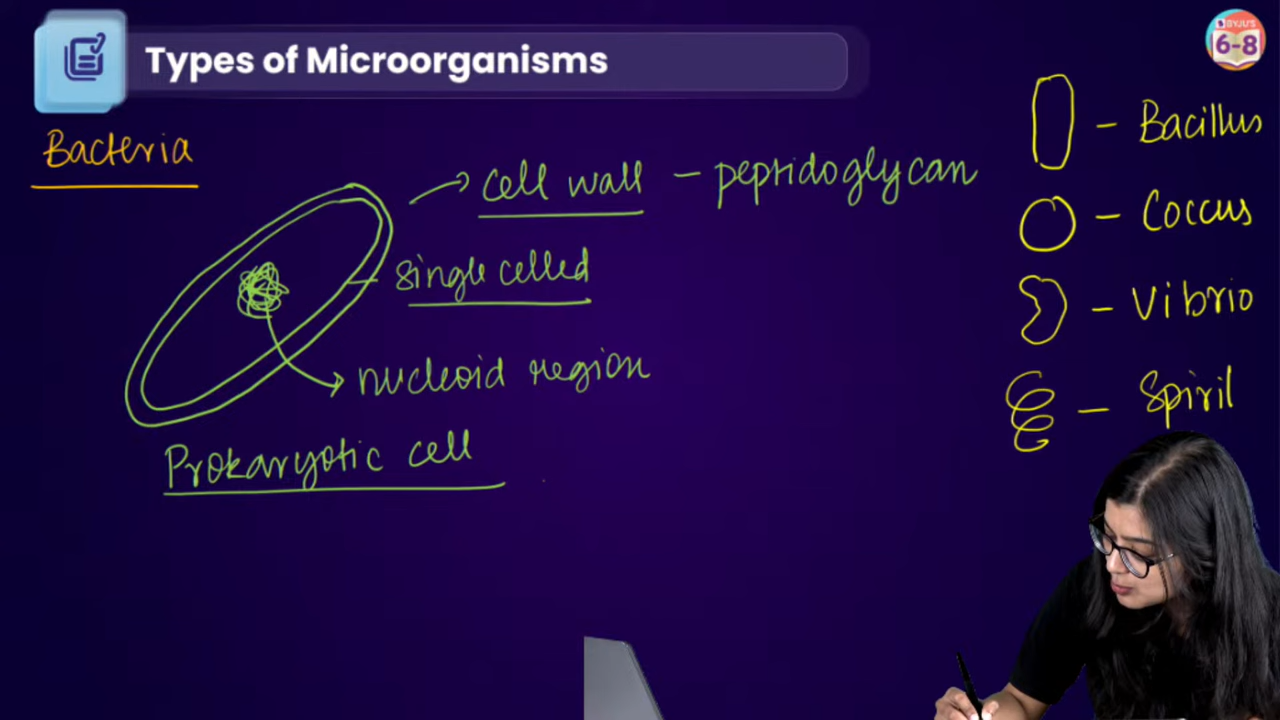 Types of Microorganisms
BYJU'S
6-8
Bacteria
cell wall – peptidoglycan
single celled
nucleoid region
Prokaryotic cell
– Bacillus
– Coccus
– Vibrio
– Spiril